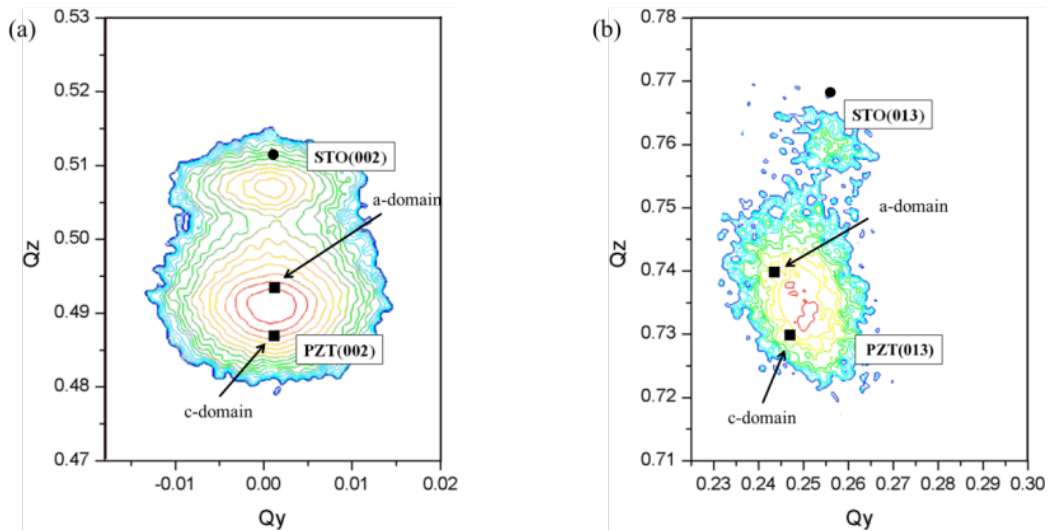 (a)
0.53
0.52
0.51
0.50
0.49
0.48
0.47
Qz
-0.01
0.00
0.01
0.02
Qy
STO(002)
a-domain
PZT(002)
c-domain
(b)
0.78
0.77
0.76
0.75
0.74
0.73
0.72
0.71
Qz
0.23
0.24
0.25
0.26
0.27
0.28
0.29
0.30
Qy
STO(013)
a-domain
PZT(013)
c-domain